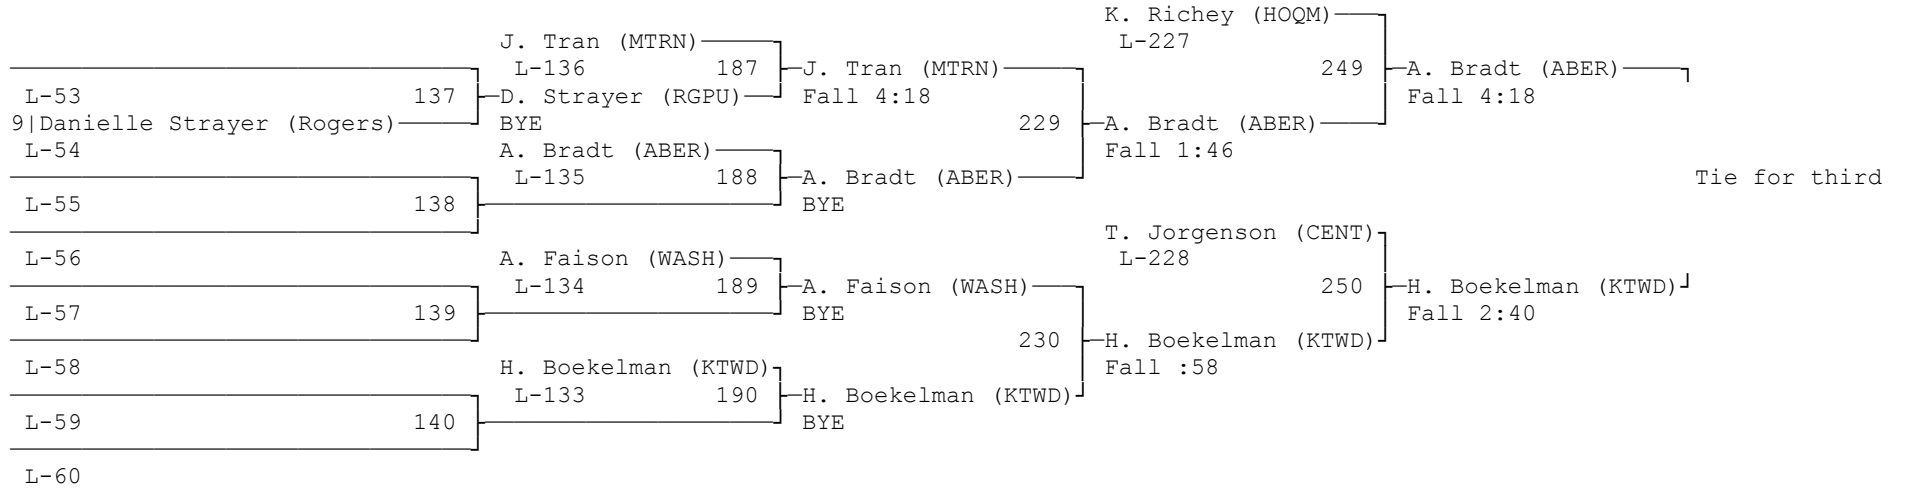 K. Richey (HOQM)
J. Tran (MTRN) L-227
L-136 187 J. Tran (MTRN) 249 A. Bradt (ABER)
L-53 137 D. Strayer (RGPU) Fall 4:18 Fall 4:18
9|Danielle Strayer (Rogers) BYE 229 A. Bradt (ABER)
L-54 A. Bradt (ABER) Fall 1:46
L-135 188 A. Bradt (ABER) Tie for third
L-55 138 BYE
T. Jorgenson (CENT)
L-56 A. Faison (WASH) L-228
L-134 189 A. Faison (WASH) 250 H. Boekelman (KTWD)
L-57 139 BYE Fall 2:40
230 H. Boekelman (KTWD)
L-58 H. Boekelman (KTWD) Fall :58
L-133 190 H. Boekelman (KTWD)
L-59 140 BYE
L-60